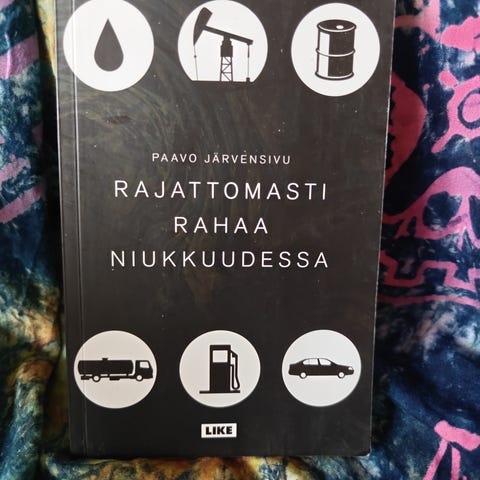 PAAVO JÄRVENSIVU
RAJATTOMASTI
RAHAA
NIUKKUUDESSA
LIKE